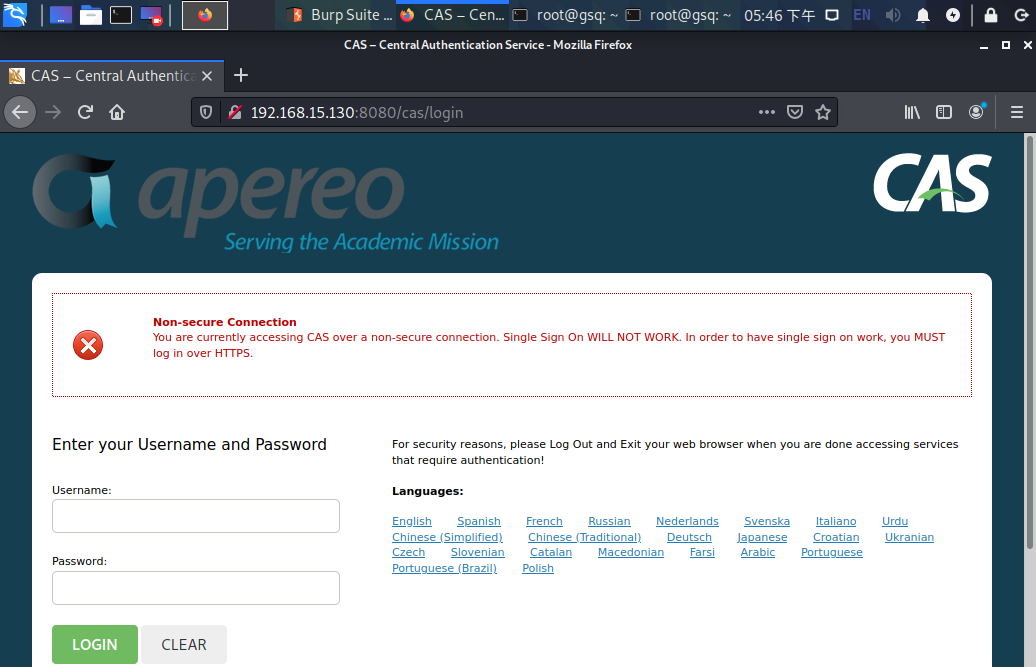 Burp Suite ... CAS – Cen... root@gsq: ~ root@gsq: ~ 05:46 下午 EN
CAS – Central Authentication Service - Mozilla Firefox
CAS – Central Authentica
192.168.15.130:8080/cas/login
apereo
Serving the Academic Mission
CAS
Non-secure Connection
You are currently accessing CAS over a non-secure connection. Single Sign On WILL NOT WORK. In order to have single sign on work, you MUST
log in over HTTPS.
Enter your Username and Password
Username:
Password:
LOGIN CLEAR
For security reasons, please Log Out and Exit your web browser when you are done accessing services
that require authentication!
Languages:
English Spanish French Russian Nederlands Svenska Italiano Urdu
Chinese (Simplified) Chinese (Traditional) Deutsch Japanese Croatian Ukranian
Czech Slovenian Catalan Macedonian Farsi Arabic Portuguese
Portuguese (Brazil) Polish